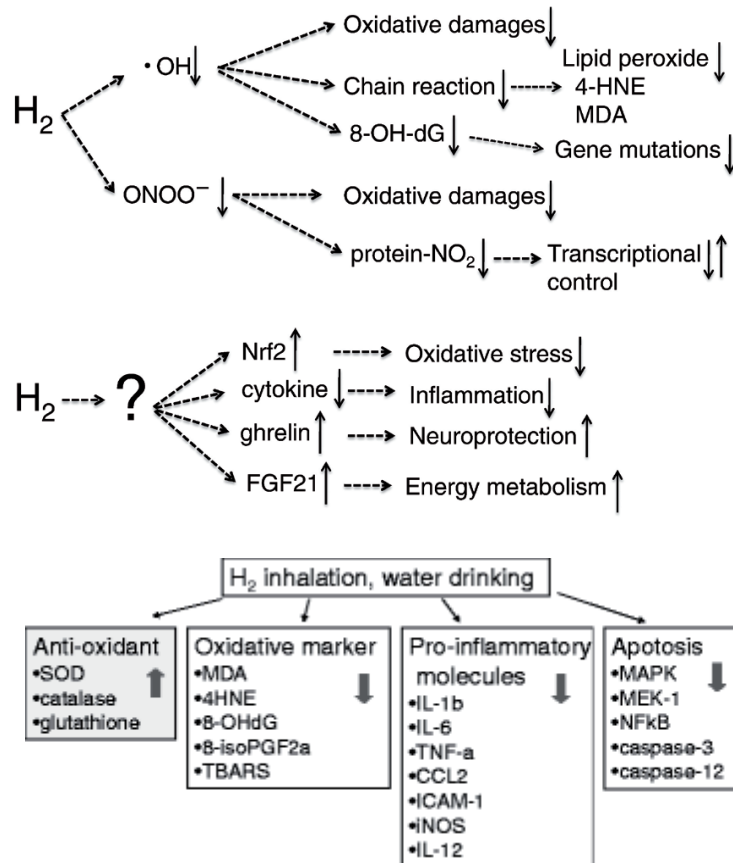 Oxidative damages↓
·OH↓
Lipid peroxide ↓
Chain reaction↓
4-HNE
MDA
H₂
8-OH-dG↓
Gene mutations↓
ONOO⁻ ↓
Oxidative damages↓
protein-NO₂↓
Transcriptional↓↑
control
Nrf2↑
Oxidative stress↓
H₂
?
cytokine↓
Inflammation↓
ghrelin↑
Neuroprotection↑
FGF21↑
Energy metabolism↑
H₂ inhalation, water drinking
Anti-oxidant
•SOD
•catalase
•glutathione
Oxidative marker
•MDA
•4HNE
•8-OHdG
•8-isoPGF2a
•TBARS
Pro-inflammatory
molecules
•IL-1b
•IL-6
•TNF-a
•CCL2
•ICAM-1
•iNOS
•IL-12
Apotosis
•MAPK
•MEK-1
•NFkB
•caspase-3
•caspase-12